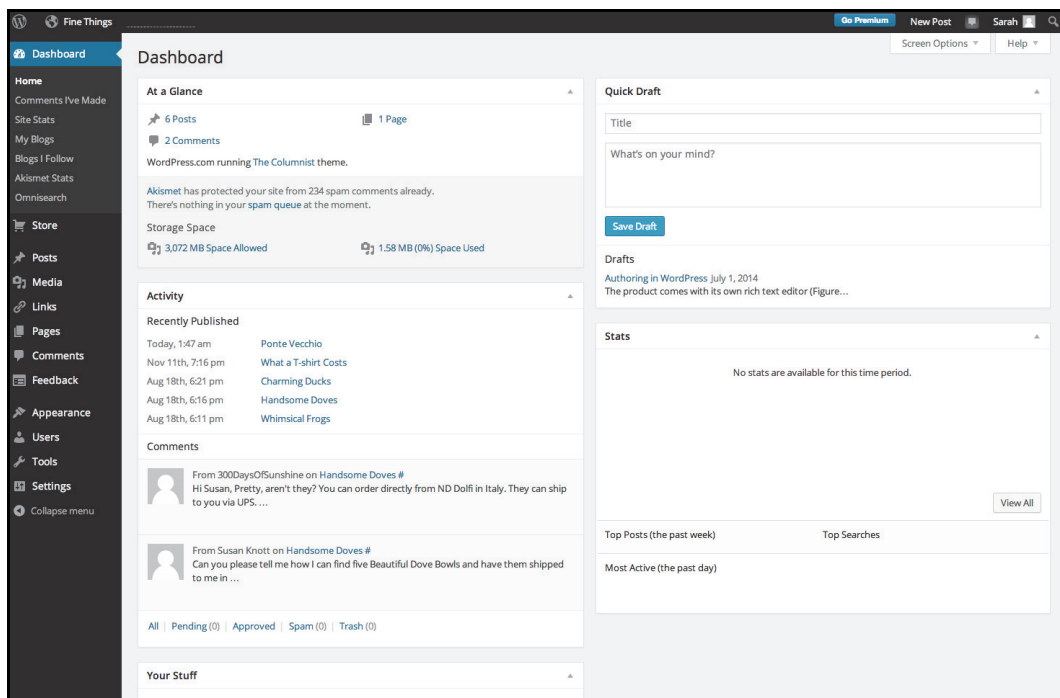 Fine Things
Go Premium
New Post
Sarah
Screen Options
Help
Dashboard
Home
Comments I've Made
Site Stats
My Blogs
Blogs I Follow
Akismet Stats
Omnisearch
Store
Posts
Media
Links
Pages
Comments
Feedback
Appearance
Users
Tools
Settings
Collapse menu
Dashboard
At a Glance
6 Posts
1 Page
2 Comments
WordPress.com running The Columnist theme.
Akismet has protected your site from 234 spam comments already.
There's nothing in your spam queue at the moment.
Storage Space
3,072 MB Space Allowed
1.58 MB (0%) Space Used
Activity
Recently Published
Today, 1:47 am Ponte Vecchio
Nov 11th, 7:16 pm What a T-shirt Costs
Aug 18th, 6:21 pm Charming Ducks
Aug 18th, 6:16 pm Handsome Doves
Aug 18th, 6:11 pm Whimsical Frogs
Comments
From 300DaysOfSunshine on Handsome Doves #
Hi Susan, Pretty, aren't they? You can order directly from ND Dolfi in Italy. They can ship
to you via UPS. …
From Susan Knott on Handsome Doves #
Can you please tell me how I can find five Beautiful Dove Bowls and have them shipped
to me in …
All | Pending (0) | Approved | Spam (0) | Trash (0)
Your Stuff
Quick Draft
Title
What's on your mind?
Save Draft
Drafts
Authoring in WordPress July 1, 2014
The product comes with its own rich text editor (Figure…
Stats
No stats are available for this time period.
View All
Top Posts (the past week)
Top Searches
Most Active (the past day)